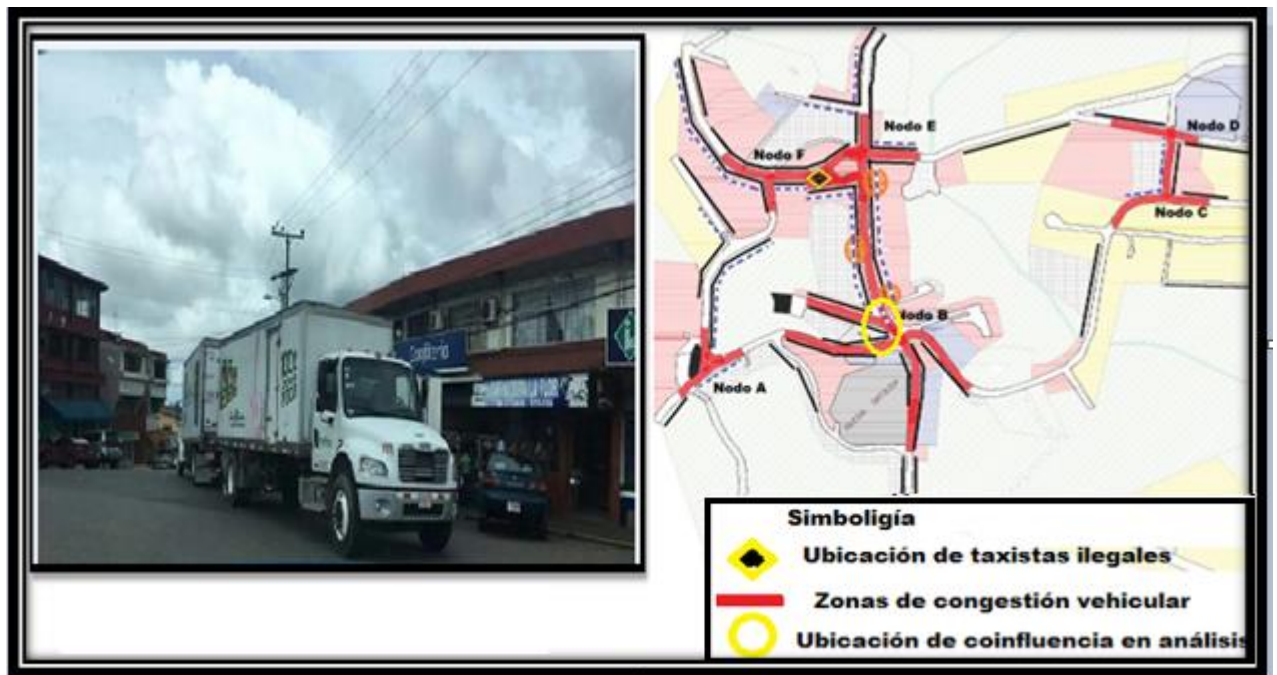 Confitería
Nodo E
Nodo D
Nodo F
Nodo C
Nodo B
Nodo A
Simboligía
Ubicación de taxistas ilegales
Zonas de congestión vehicular
Ubicación de coinfluencia en análisis